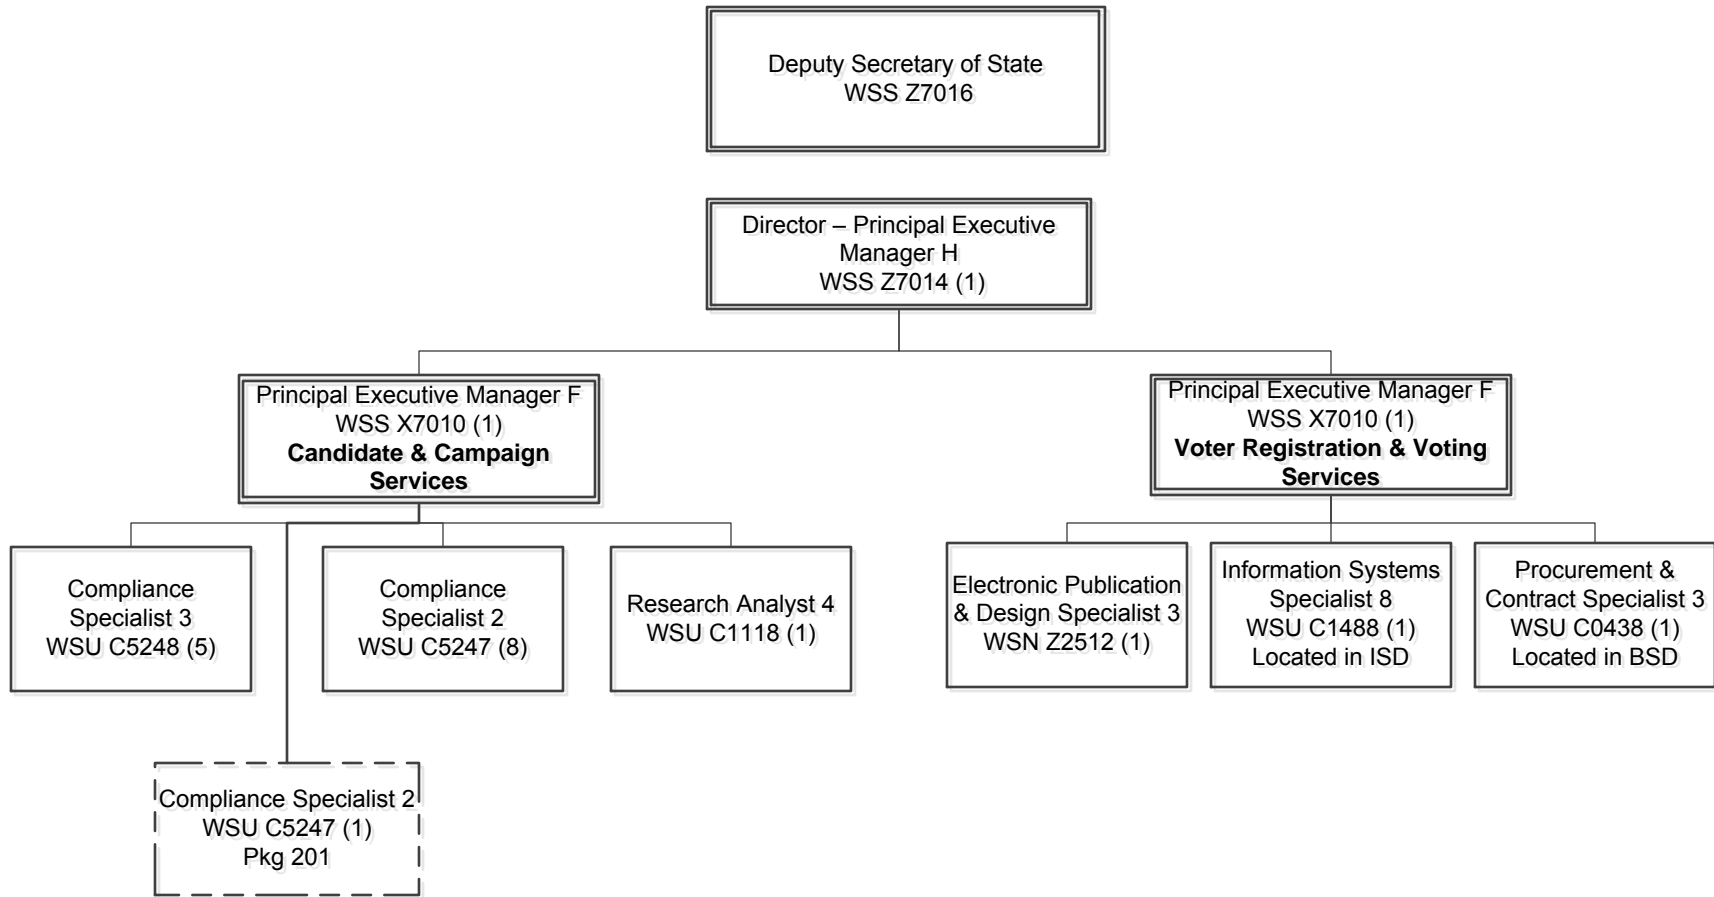 Deputy Secretary of State
WSS Z7016
Director – Principal Executive
Manager H
WSS Z7014 (1)
Principal Executive Manager F
WSS X7010 (1)
Candidate & Campaign
Services
Principal Executive Manager F
WSS X7010 (1)
Voter Registration & Voting
Services
Compliance
Specialist 3
WSU C5248 (5)
Compliance
Specialist 2
WSU C5247 (8)
Research Analyst 4
WSU C1118 (1)
Electronic Publication
& Design Specialist 3
WSN Z2512 (1)
Information Systems
Specialist 8
WSU C1488 (1)
Located in ISD
Procurement &
Contract Specialist 3
WSU C0438 (1)
Located in BSD
Compliance Specialist 2
WSU C5247 (1)
Pkg 201